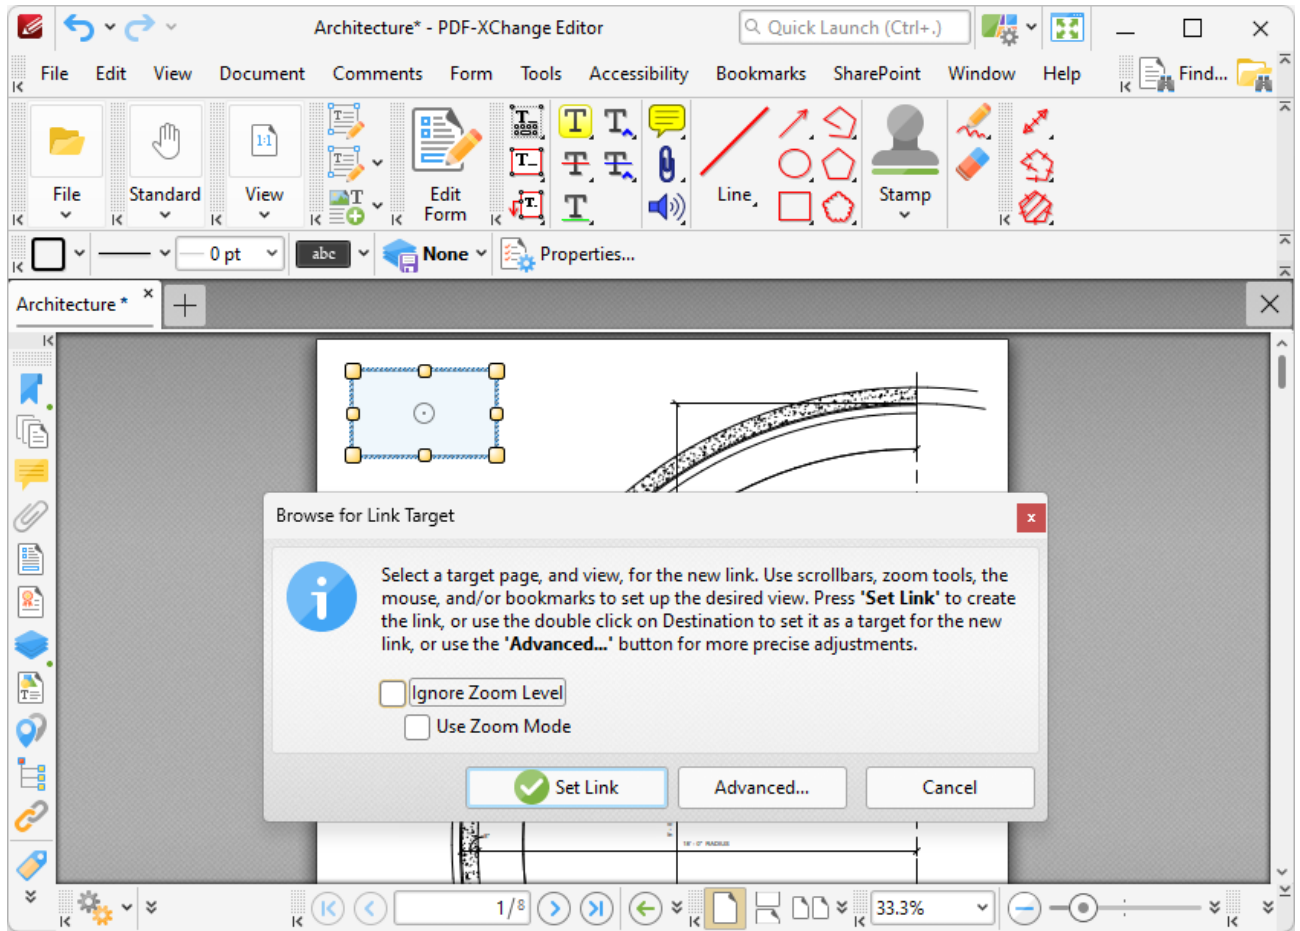 Architecture* - PDF-XChange Editor
Quick Launch (Ctrl+.)
File Edit View Document Comments Form Tools Accessibility Bookmarks SharePoint Window Help Find...
File
Standard
1:1
View
Edit
Form
Line
Stamp
0 pt
abc
None
Properties...
Architecture *
Browse for Link Target
Select a target page, and view, for the new link. Use scrollbars, zoom tools, the
mouse, and/or bookmarks to set up the desired view. Press 'Set Link' to create
the link, or use the double click on Destination to set it as a target for the new
link, or use the 'Advanced...' button for more precise adjustments.
Ignore Zoom Level
Use Zoom Mode
Set Link
Advanced...
Cancel
18' - 0" RADIUS
1/8
33.3%